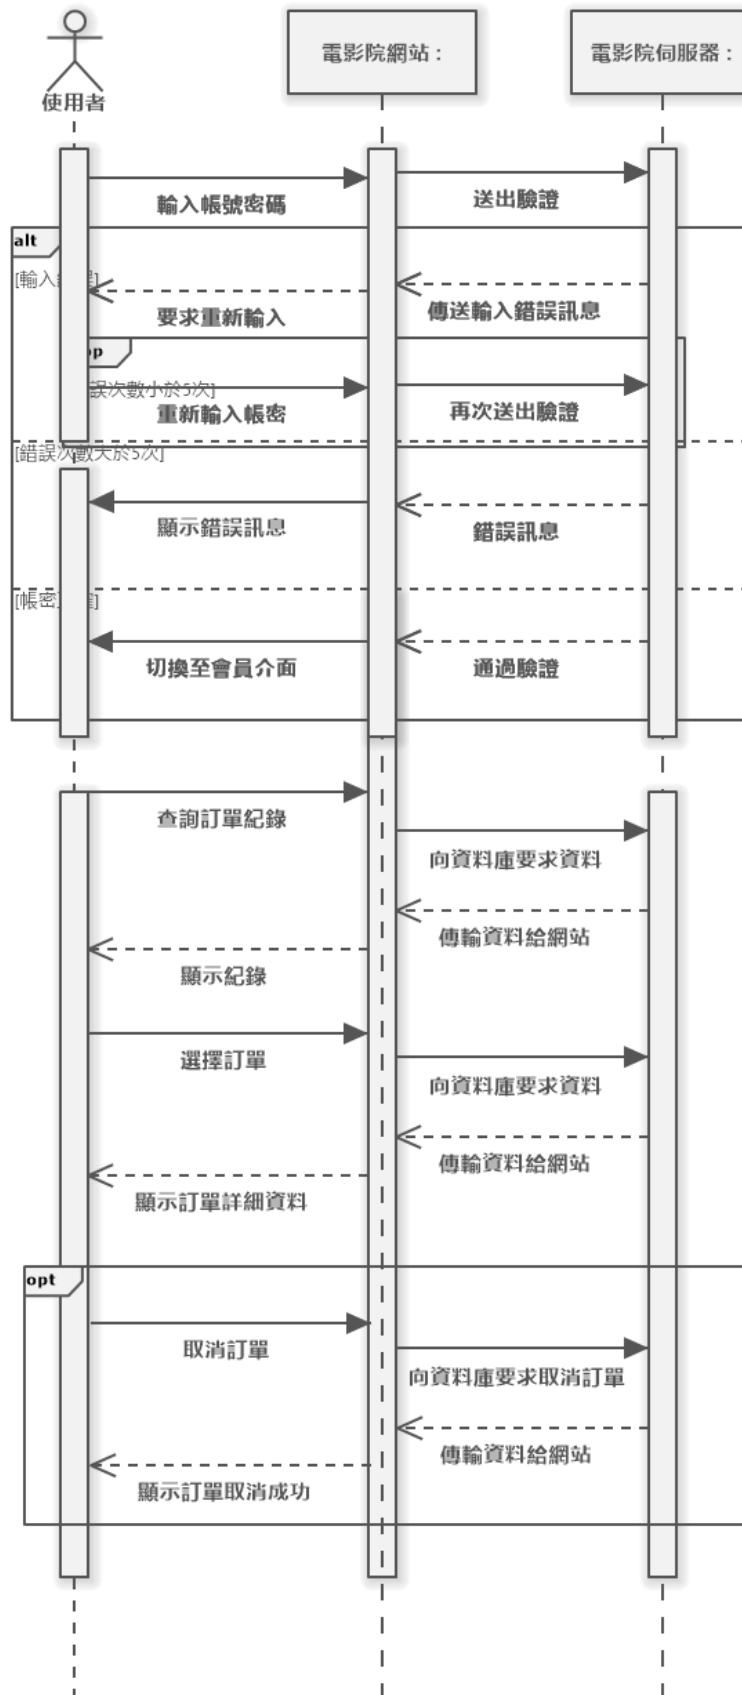 使用者
電影院網站：
電影院伺服器：
輸入帳號密碼
送出驗證
alt
[輸入
要求重新輸入
傳送輸入錯誤訊息
誤次數小於5次]
重新輸入帳密
再次送出驗證
[錯誤次數大於5次]
顯示錯誤訊息
錯誤訊息
[帳密
切換至會員介面
通過驗證
查詢訂單紀錄
向資料庫要求資料
傳輸資料給網站
顯示紀錄
選擇訂單
向資料庫要求資料
傳輸資料給網站
顯示訂單詳細資料
opt
取消訂單
向資料庫要求取消訂單
傳輸資料給網站
顯示訂單取消成功